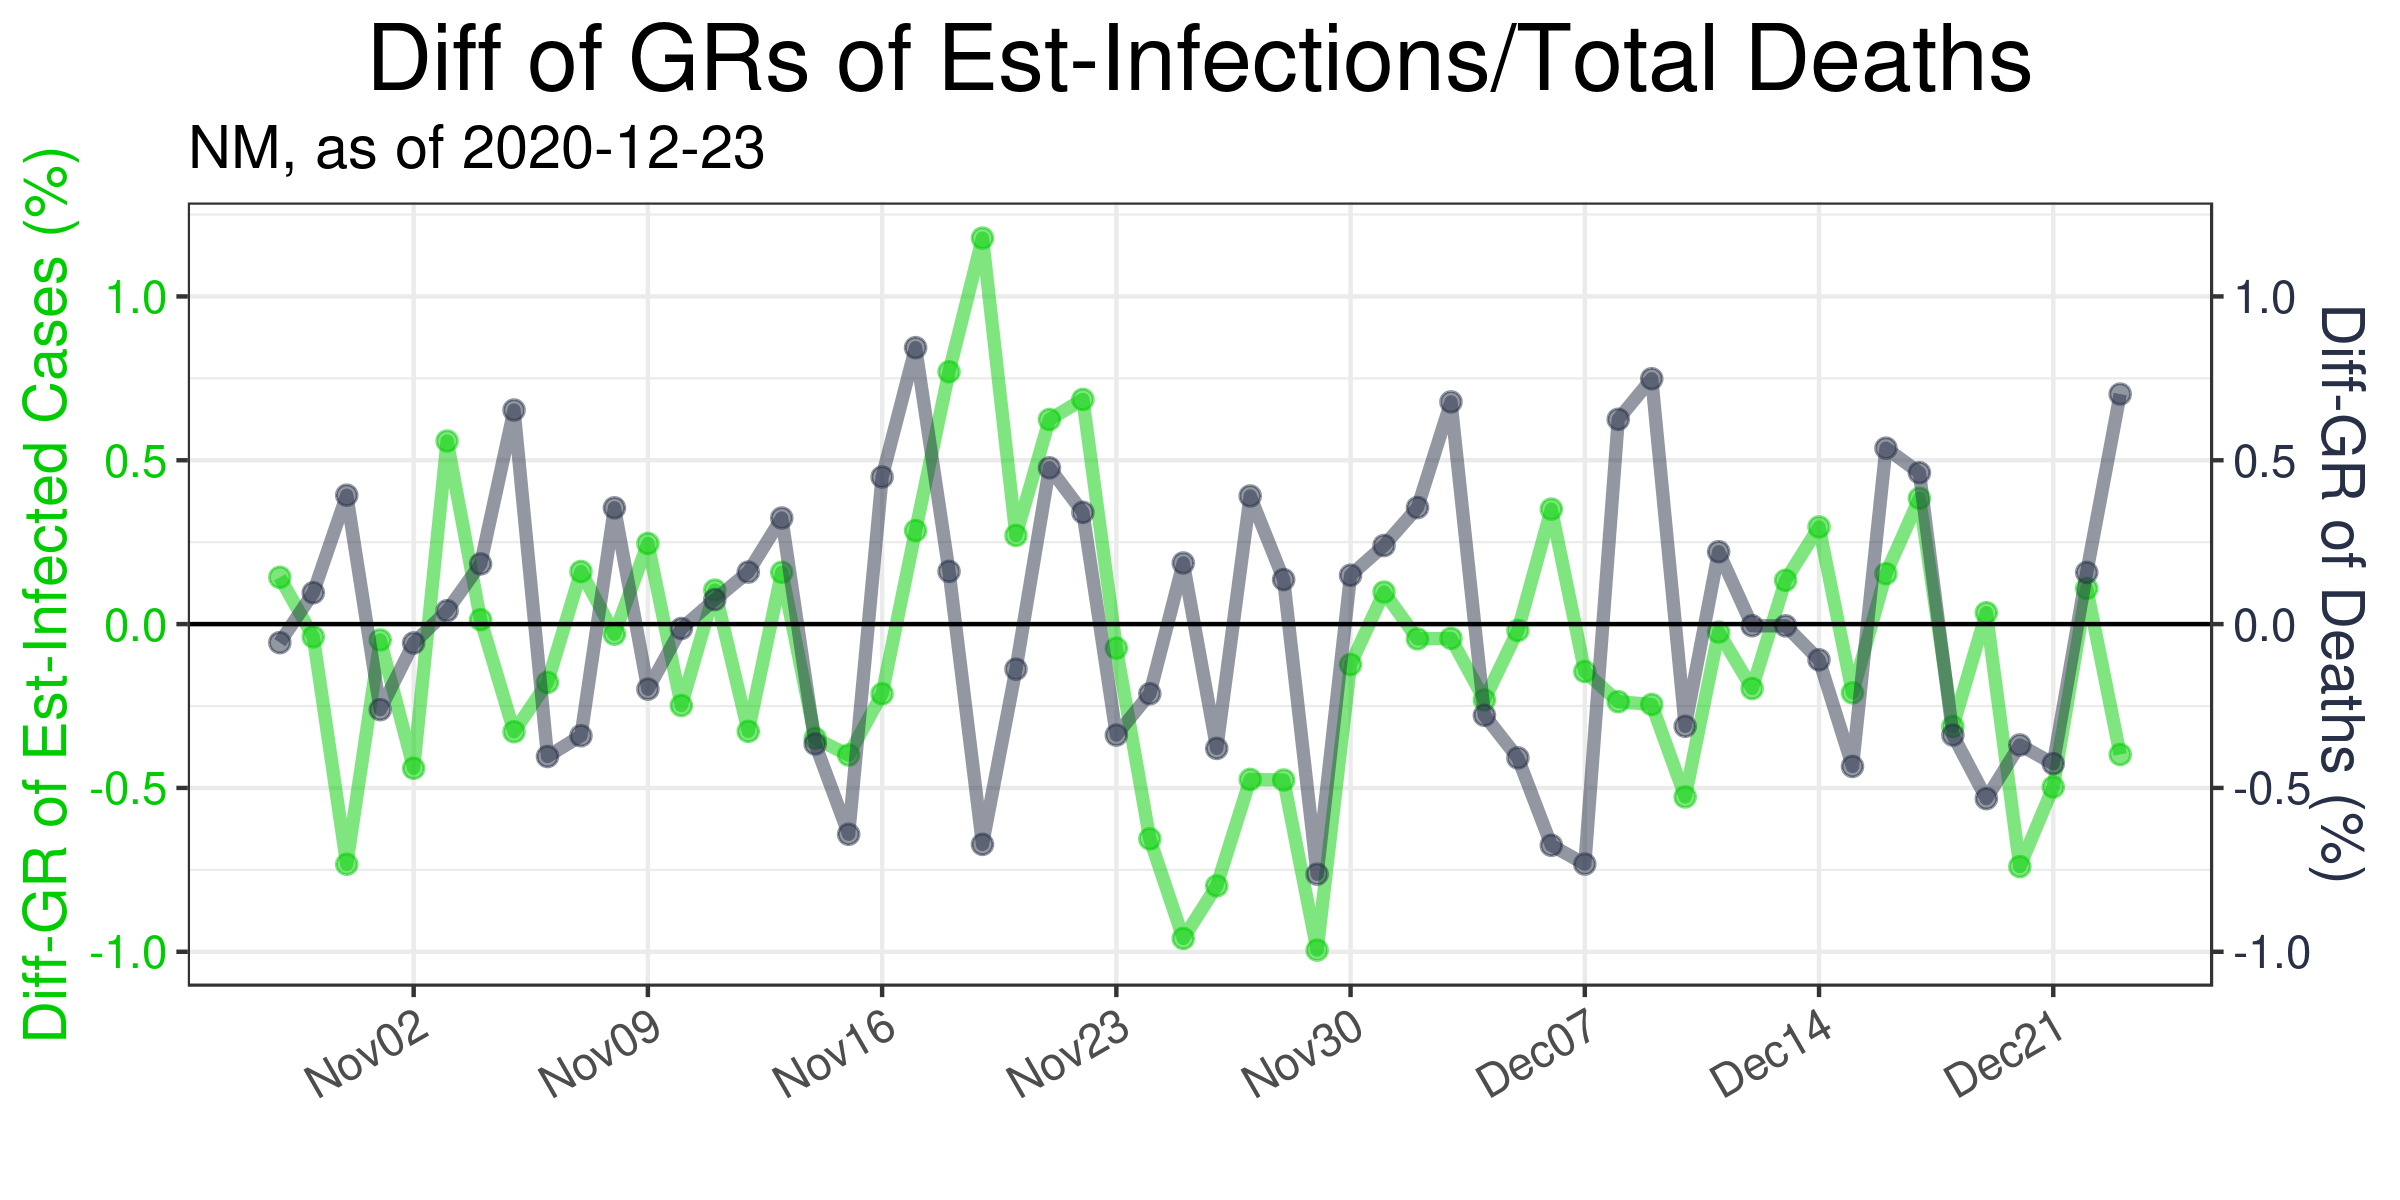 Diff of GRs of Est-Infections/Total Deaths
NM, as of 2020-12-23
Diff-GR of Est-Infected Cases (%)
1.0
0.5
0.0
-0.5
-1.0
1.0
0.5
0.0
-0.5
-1.0
Diff-GR of Deaths (%)
Nov02
Nov09
Nov16
Nov23
Nov30
Dec07
Dec14
Dec21